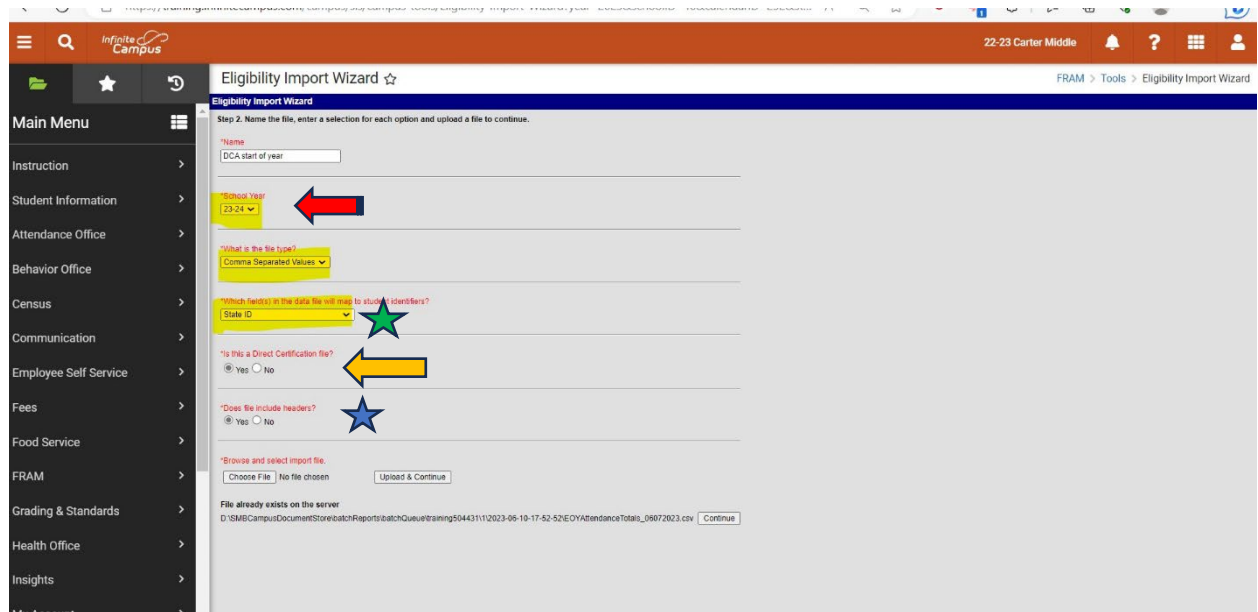 Infinite Campus
22-23 Carter Middle
?
Eligibility Import Wizard
FRAM > Tools > Eligibility Import Wizard
Main Menu
Instruction
Student Information
Attendance Office
Behavior Office
Census
Communication
Employee Self Service
Fees
Food Service
FRAM
Grading & Standards
Health Office
Insights
Eligibility Import Wizard
Step 2. Name the file, enter a selection for each option and upload a file to continue.
*Name
DCA start of year
*School Year
23-24
*What is the file type?
Comma Separated Values
*Which field(s) in the data file will map to student identifiers?
State ID
*Is this a Direct Certification file?
Yes No
*Does file include headers?
Yes No
*Browse and select import file.
Choose File No file chosen Upload & Continue
File already exists on the server
D:\SMBCampusDocumentStore\batchReports\batchQueue\training504431\1\2023-06-10-17-52-52\EOYAttendanceTotals_06072023.csv Continue